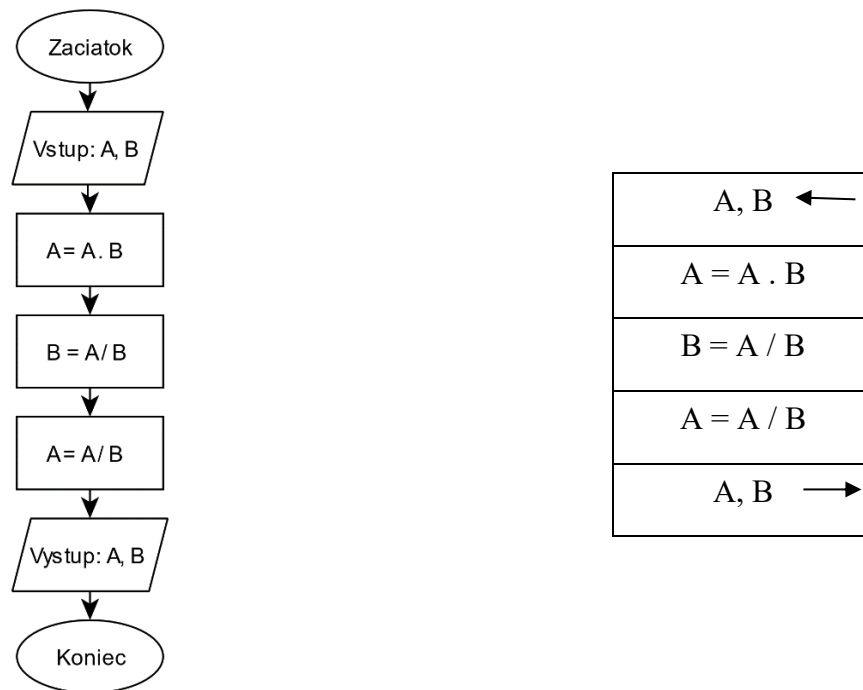 Zaciatok
Vstup: A, B
A = A . B
B = A / B
A = A / B
Vystup: A, B
Koniec
A, B
A = A . B
B = A / B
A = A / B
A, B